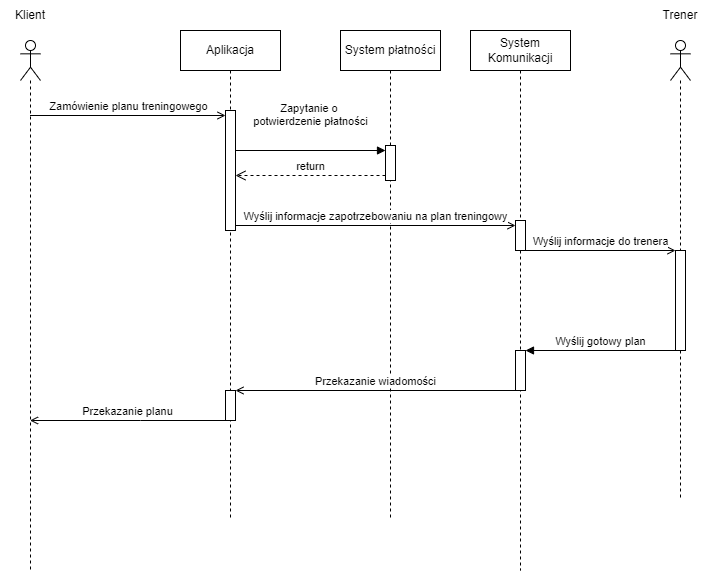 Klient
Trener
Aplikacja
System płatności
System
Komunikacji
Zamówienie planu treningowego
Zapytanie o
potwierdzenie płatności
return
Wyślij informacje zapotrzebowaniu na plan treningowy
Wyślij informacje do trenera
Wyślij gotowy plan
Przekazanie wiadomości
Przekazanie planu